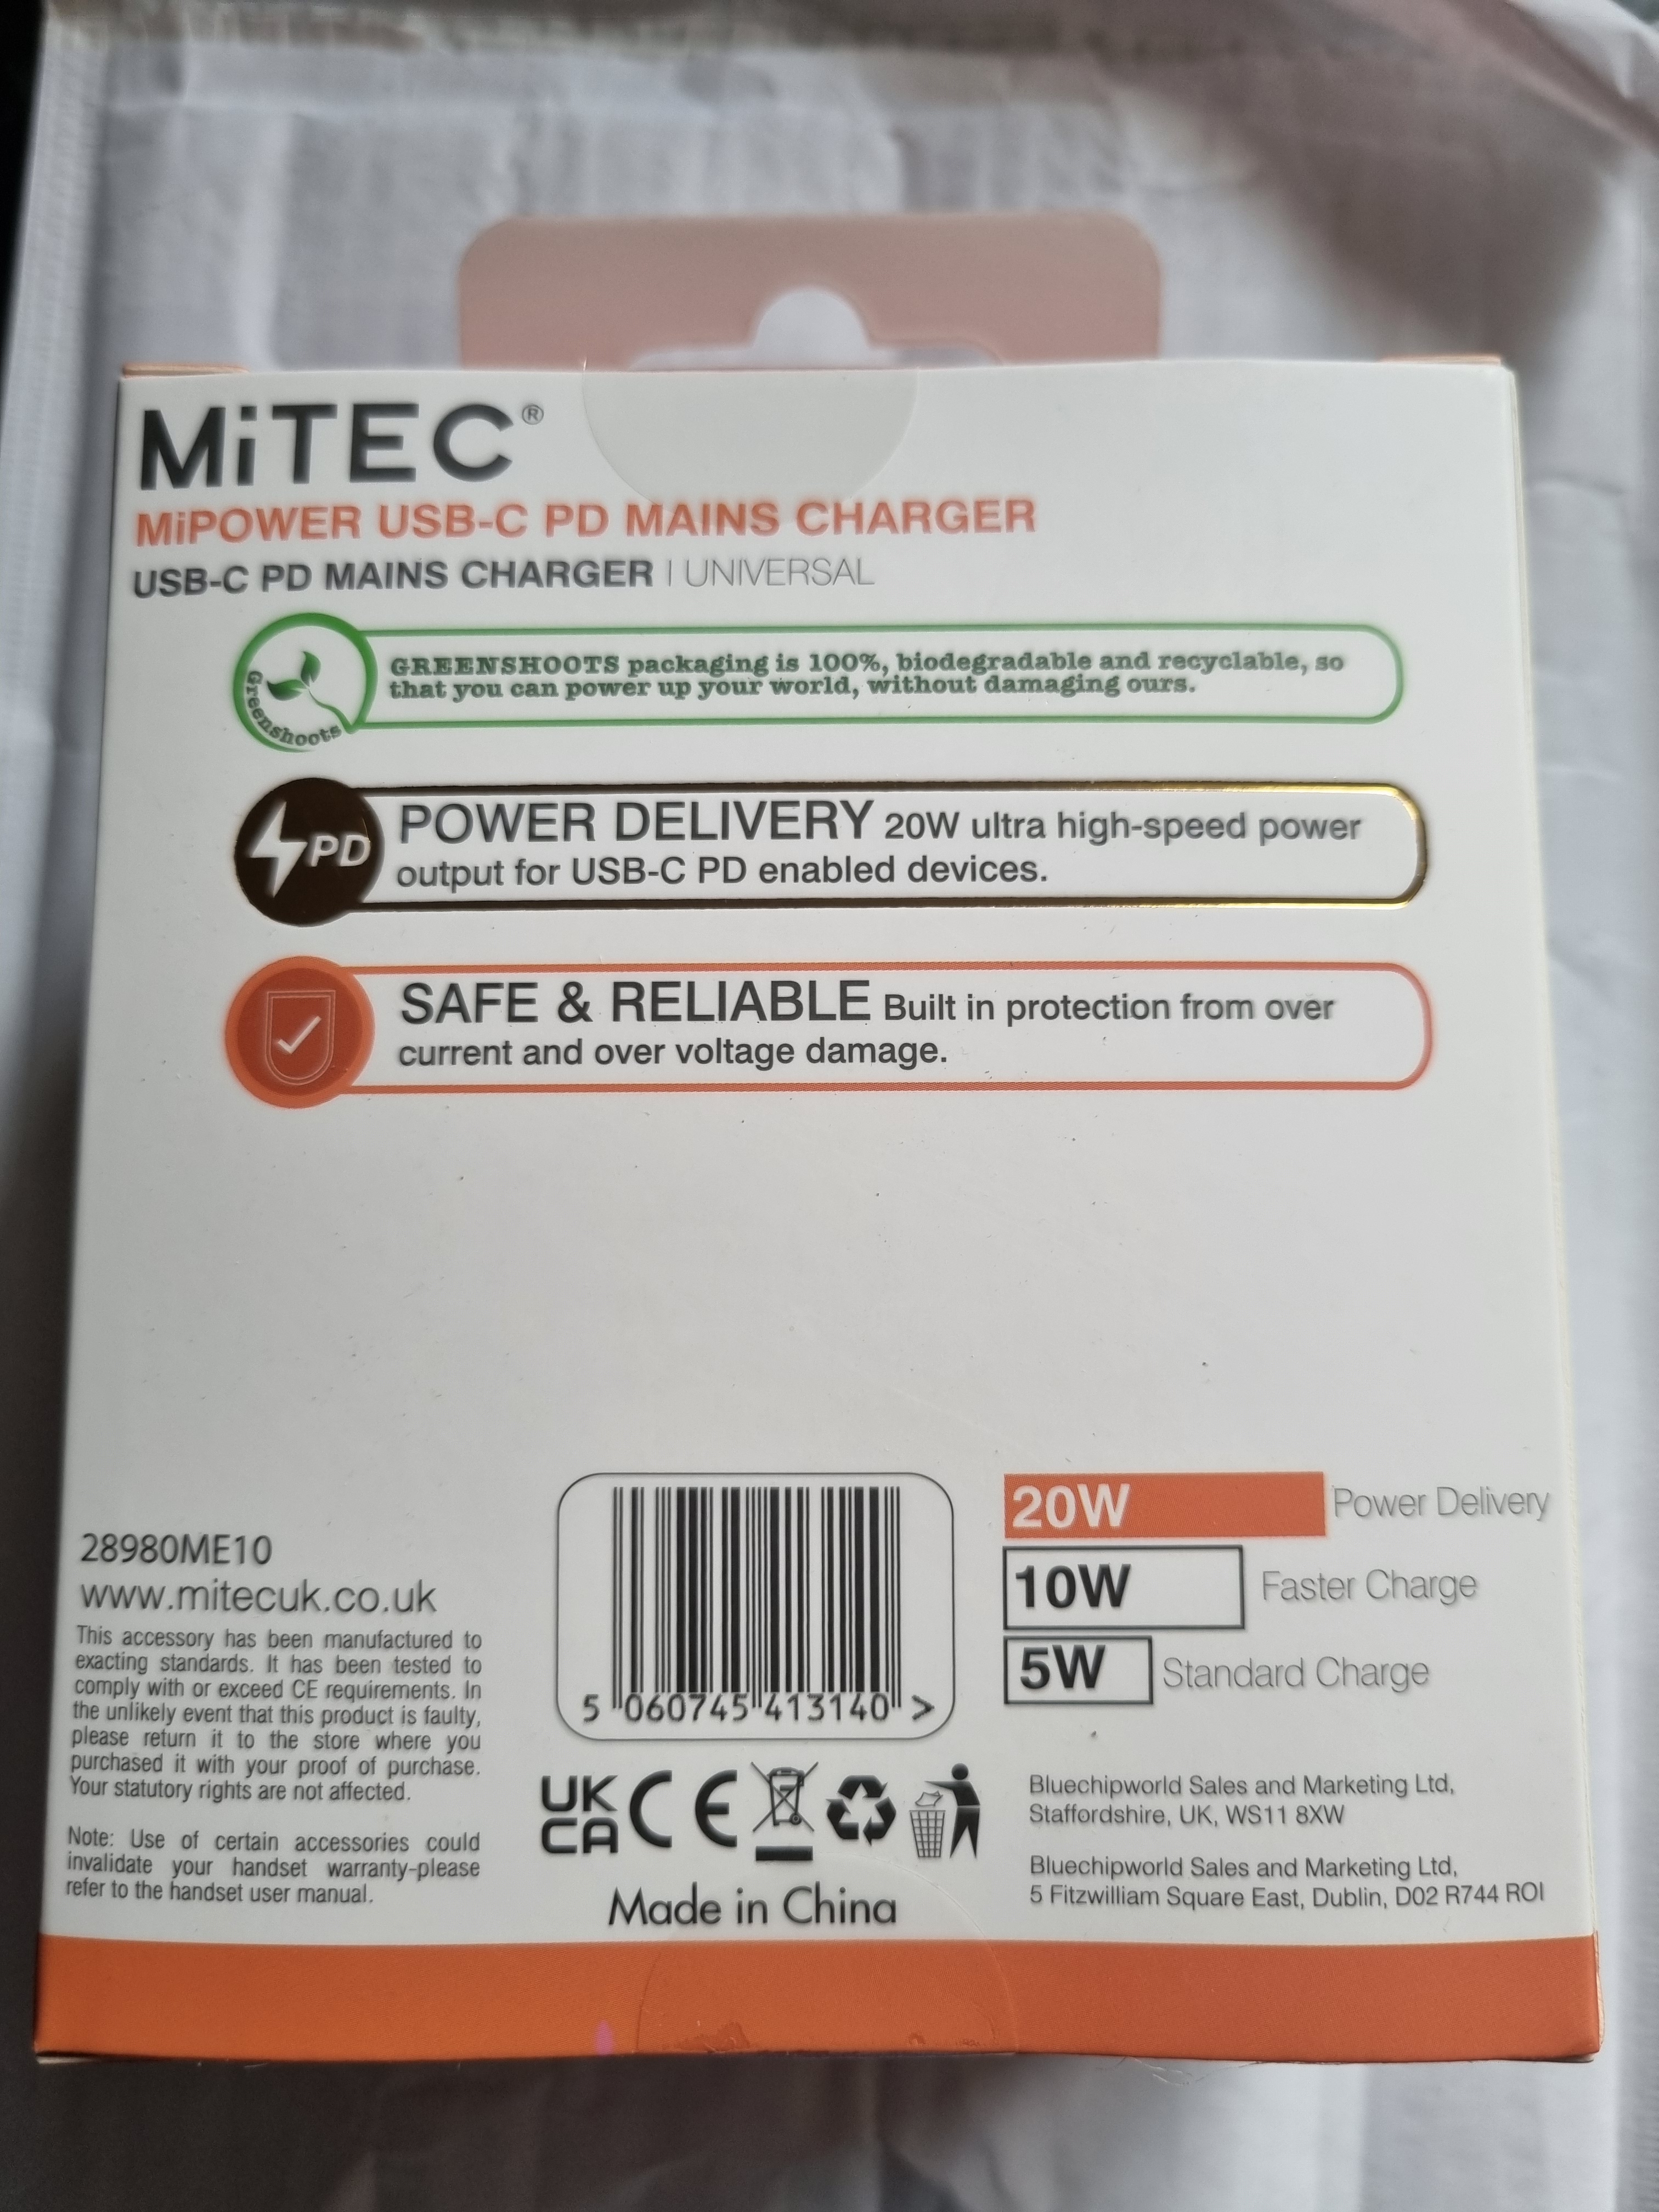 MiTEC®
MiPOWER USB-C PD MAINS CHARGER
USB-C PD MAINS CHARGER | UNIVERSAL
Greenshoots
GREENSHOOTS packaging is 100%, biodegradable and recyclable, so
that you can power up your world, without damaging ours.
PD
POWER DELIVERY 20W ultra high-speed power
output for USB-C PD enabled devices.
SAFE & RELIABLE Built in protection from over
current and over voltage damage.
28980ME10
www.mitecuk.co.uk
This accessory has been manufactured to
exacting standards. It has been tested to
comply with or exceed CE requirements. In
the unlikely event that this product is faulty,
please return it to the store where you
purchased it with your proof of purchase.
Your statutory rights are not affected.
Note: Use of certain accessories could
invalidate your handset warranty-please
refer to the handset user manual.
5 060745 413140 >
UK
CA
CE
Made in China
20W Power Delivery
10W Faster Charge
5W Standard Charge
Bluechipworld Sales and Marketing Ltd,
Staffordshire, UK, WS11 8XW
Bluechipworld Sales and Marketing Ltd,
5 Fitzwilliam Square East, Dublin, D02 R744 ROI